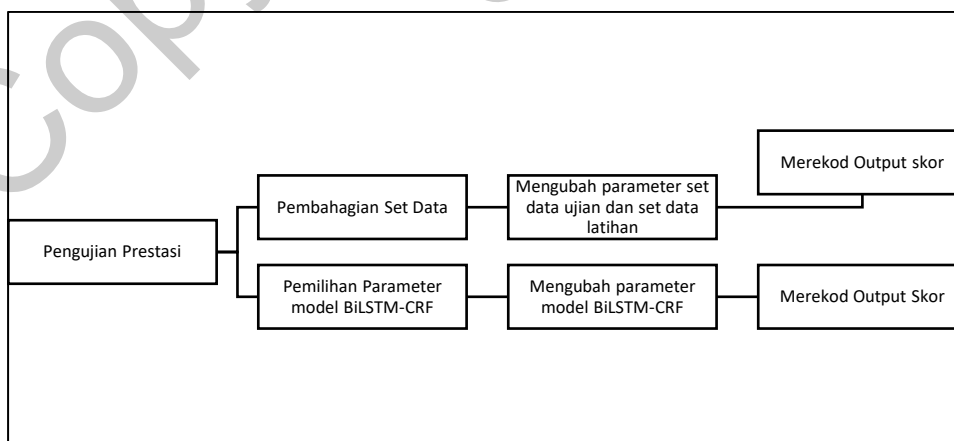 Copy
Merekod Output skor
Pembahagian Set Data
Mengubah parameter set
data ujian dan set data
latihan
Pengujian Prestasi
Pemilihan Parameter
model BiLSTM-CRF
Mengubah parameter
model BiLSTM-CRF
Merekod Output Skor